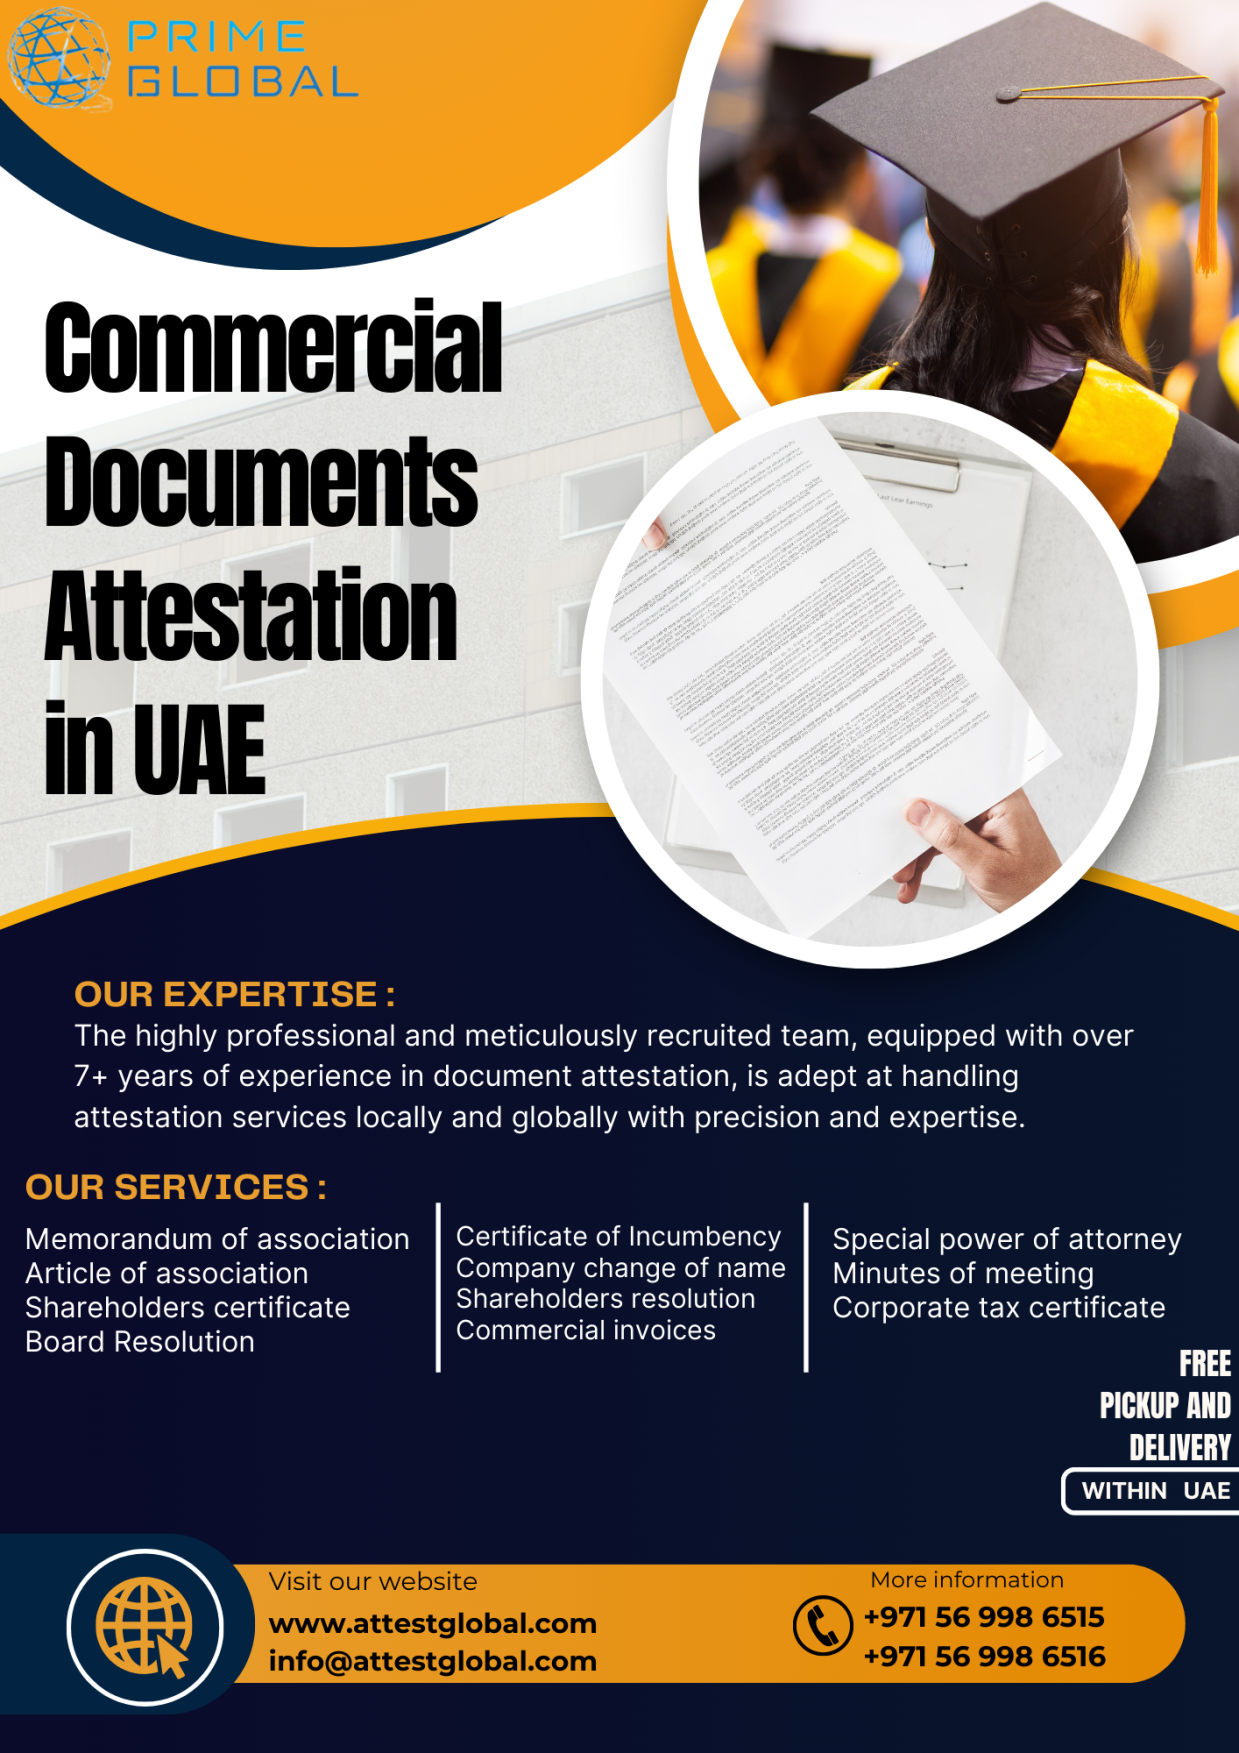 PRIME
GLOBAL
Commercial
Documents
Attestation
in UAE
OUR EXPERTISE :
The highly professional and meticulously recruited team, equipped with over
7+ years of experience in document attestation, is adept at handling
attestation services locally and globally with precision and expertise.
OUR SERVICES :
Memorandum of association
Article of association
Shareholders certificate
Board Resolution
Certificate of Incumbency
Company change of name
Shareholders resolution
Commercial invoices
Special power of attorney
Minutes of meeting
Corporate tax certificate
FREE
PICKUP AND
DELIVERY
WITHIN UAE
Visit our website
www.attestglobal.com
info@attestglobal.com
More information
+971 56 998 6515
+971 56 998 6516